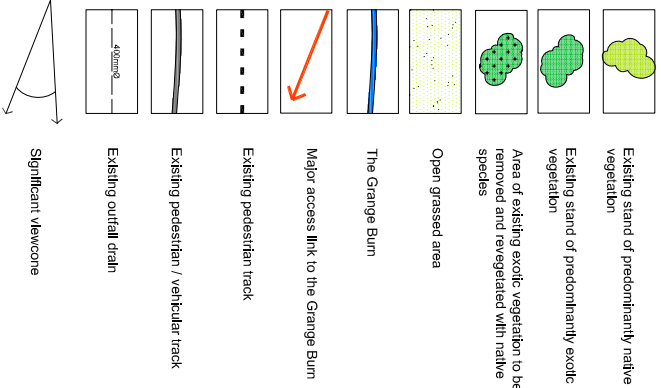 Existing stand of predominantly native
vegetation
Existing stand of predominantly exotic
vegetation
Area of existing exotic vegetation to be
removed and revegetated with native
species
Open grassed area
The Grange Burn
Major access link to the Grange Burn
Existing pedestrian track
Existing pedestrian / vehicular track
400mmØ
Existing outfall drain
Significant viewcone